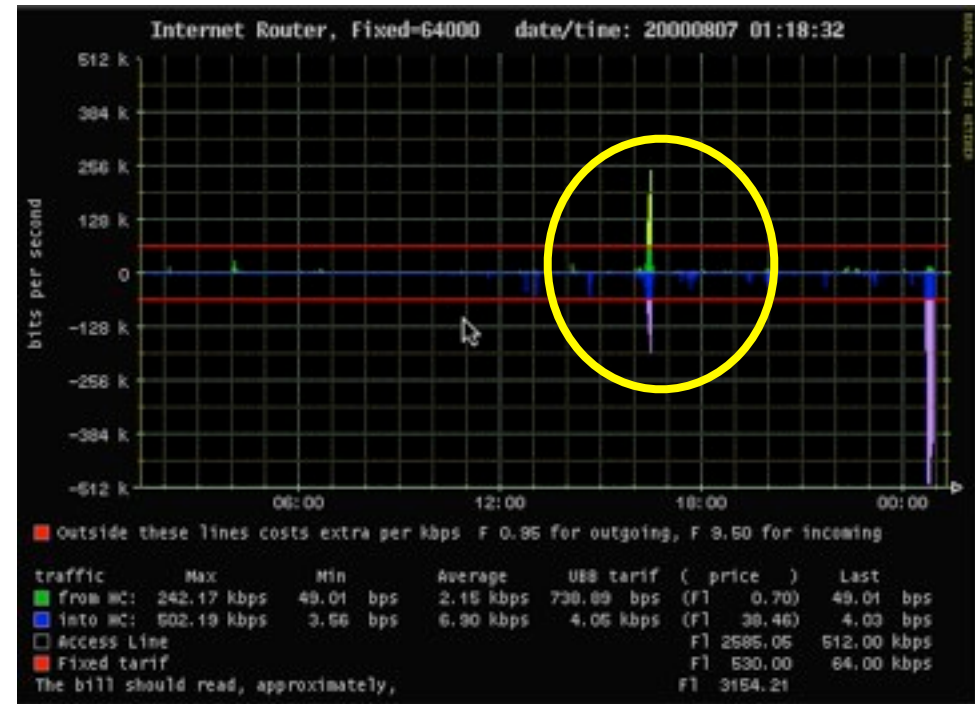 Internet Router, Fixed=64000 date/time: 20000807 01:18:32
512 k
384 k
256 k
128 k
0
-128 k
-256 k
-384 k
-512 k
bits per second
06:00 12:00 18:00 00:00
Outside these lines costs extra per kbps F 0.95 for outgoing, F 9.50 for incoming
traffic Max Min Average UBB tarif ( price ) Last
from HC: 242.17 kbps 49.01 bps 2.15 kbps 738.89 bps (Fl 0.70) 49.01 bps
into HC: 502.19 kbps 3.56 bps 6.90 kbps 4.05 kbps (Fl 38.46) 4.03 bps
Access Line Fl 2585.05 512.00 kbps
Fixed tarif Fl 530.00 64.00 kbps
The bill should read, approximately, Fl 3154.21